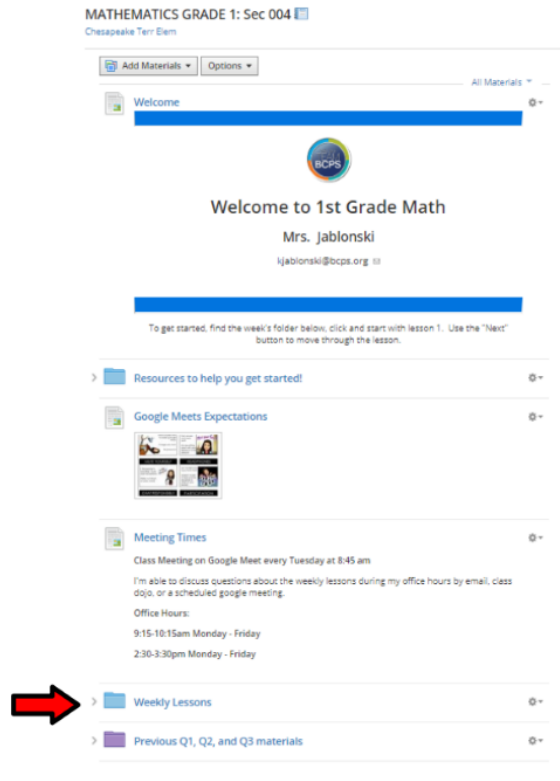 MATHEMATICS GRADE 1: Sec 004
Chesapeake Terr Elem
Add Materials
Options
All Materials
Welcome
BCPS
Welcome to 1st Grade Math
Mrs. Jablonski
kjablonski@bcps.org
To get started, find the week's folder below, click and start with lesson 1. Use the "Next"
button to move through the lesson.
Resources to help you get started!
Google Meets Expectations
Meeting Times
Class Meeting on Google Meet every Tuesday at 8:45 am
I'm able to discuss questions about the weekly lessons during my office hours by email, class
dojo, or a scheduled google meeting.
Office Hours:
9:15-10:15am Monday - Friday
2:30-3:30pm Monday - Friday
Weekly Lessons
Previous Q1, Q2, and Q3 materials